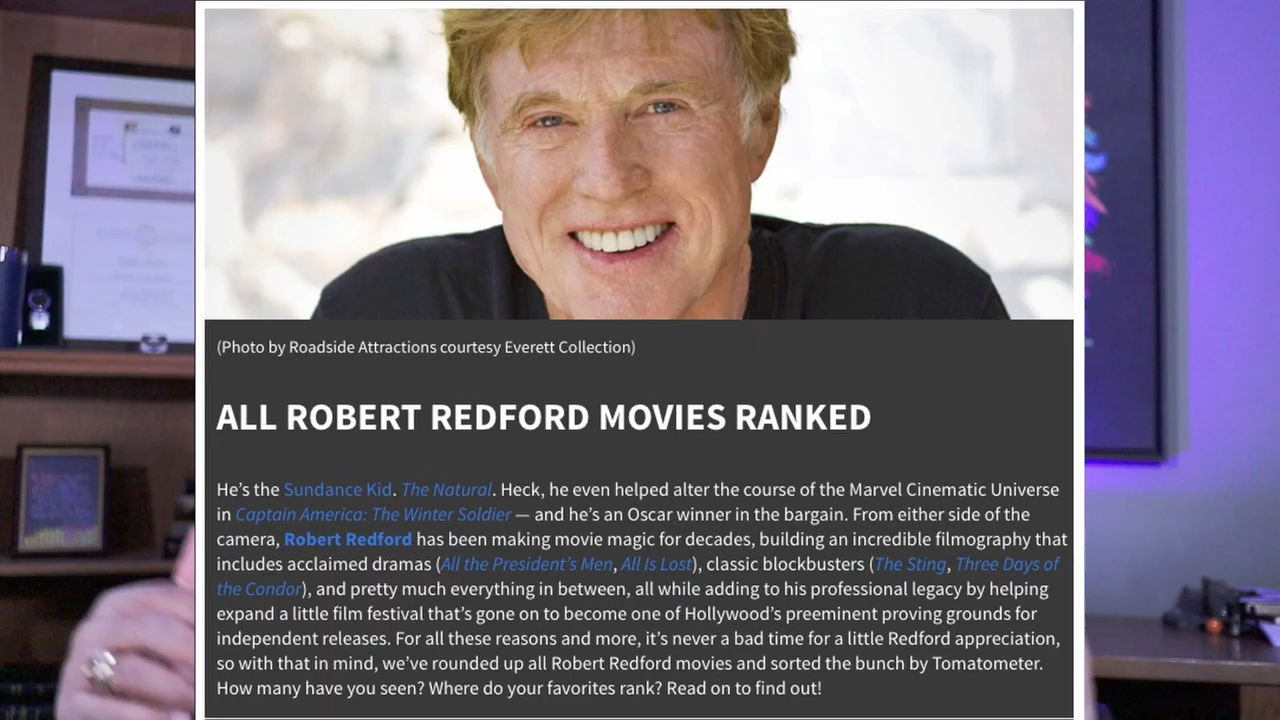 (Photo by Roadside Attractions courtesy Everett Collection)
ALL ROBERT REDFORD MOVIES RANKED
He’s the Sundance Kid. The Natural. Heck, he even helped alter the course of the Marvel Cinematic Universe
in Captain America: The Winter Soldier — and he’s an Oscar winner in the bargain. From either side of the
camera, Robert Redford has been making movie magic for decades, building an incredible filmography that
includes acclaimed dramas (All the President’s Men, All Is Lost), classic blockbusters (The Sting, Three Days of
the Condor), and pretty much everything in between, all while adding to his professional legacy by helping
expand a little film festival that’s gone on to become one of Hollywood’s preeminent proving grounds for
independent releases. For all these reasons and more, it’s never a bad time for a little Redford appreciation,
so with that in mind, we’ve rounded up all Robert Redford movies and sorted the bunch by Tomatometer.
How many have you seen? Where do your favorites rank? Read on to find out!